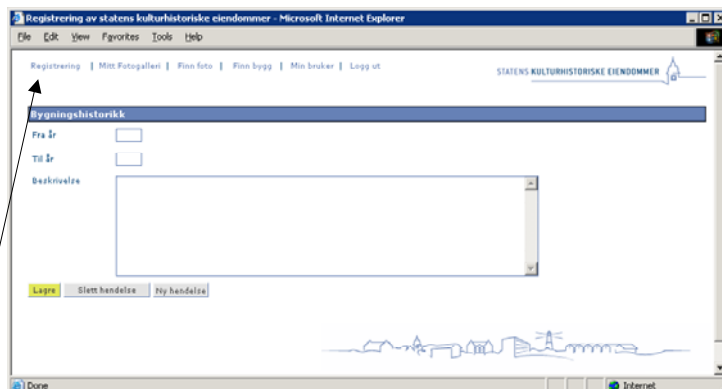 Registrering av statens kulturhistoriske eiendommer - Microsoft Internet Explorer
File Edit View Favorites Tools Help
Registrering | Mitt Fotogalleri | Finn foto | Finn bygg | Min bruker | Logg ut
STATENS KULTURHISTORISKE EIENDOMMER
Bygningshistorikk
Fra år
Til år
Beskrivelse
Lagre Slett hendelse Ny hendelse
Done Internet